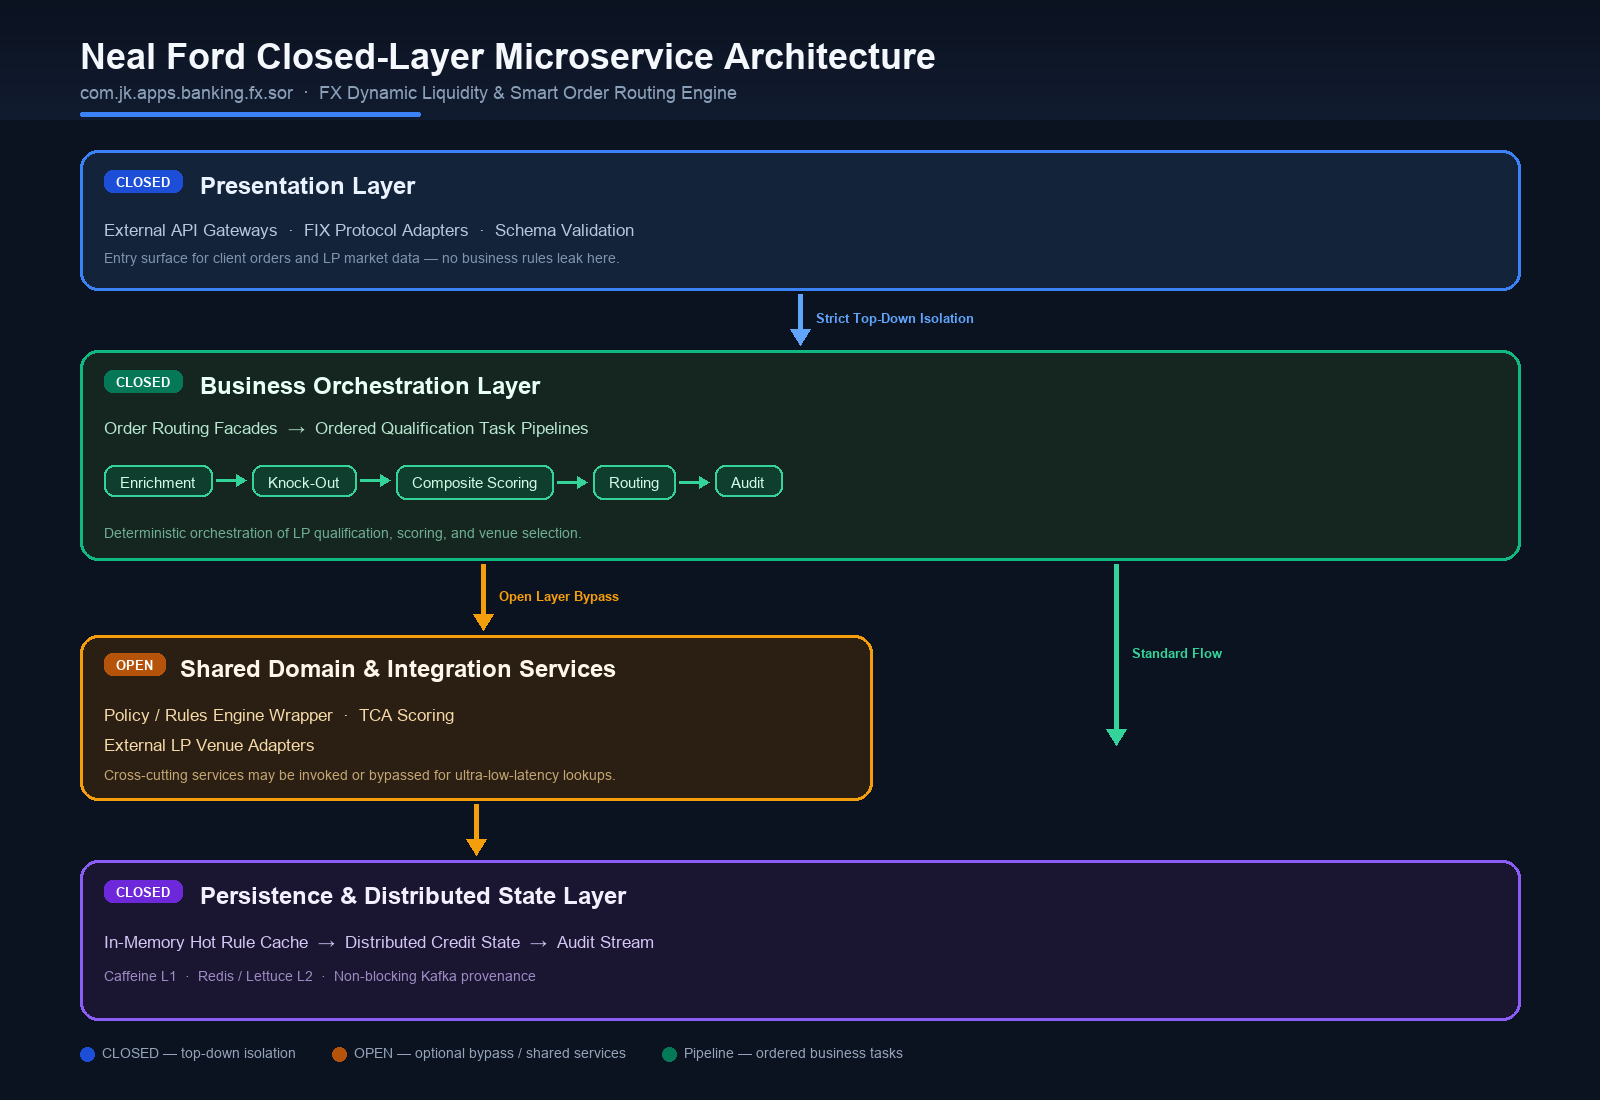 Neal Ford Closed-Layer Microservice Architecture
com.jk.apps.banking.fx.sor · FX Dynamic Liquidity & Smart Order Routing Engine
CLOSED Presentation Layer
External API Gateways · FIX Protocol Adapters · Schema Validation
Entry surface for client orders and LP market data — no business rules leak here.
Strict Top-Down Isolation
CLOSED Business Orchestration Layer
Order Routing Facades → Ordered Qualification Task Pipelines
Enrichment Knock-Out Composite Scoring Routing Audit
Deterministic orchestration of LP qualification, scoring, and venue selection.
Open Layer Bypass
Standard Flow
OPEN Shared Domain & Integration Services
Policy / Rules Engine Wrapper · TCA Scoring
External LP Venue Adapters
Cross-cutting services may be invoked or bypassed for ultra-low-latency lookups.
CLOSED Persistence & Distributed State Layer
In-Memory Hot Rule Cache → Distributed Credit State → Audit Stream
Caffeine L1 · Redis / Lettuce L2 · Non-blocking Kafka provenance
CLOSED — top-down isolation OPEN — optional bypass / shared services Pipeline — ordered business tasks